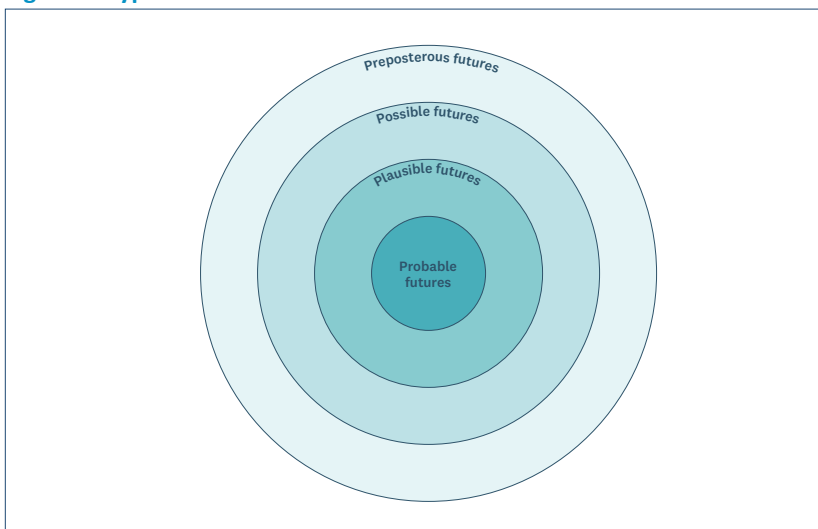 Preposterous futures
Possible futures
Plausible futures
Probable
futures